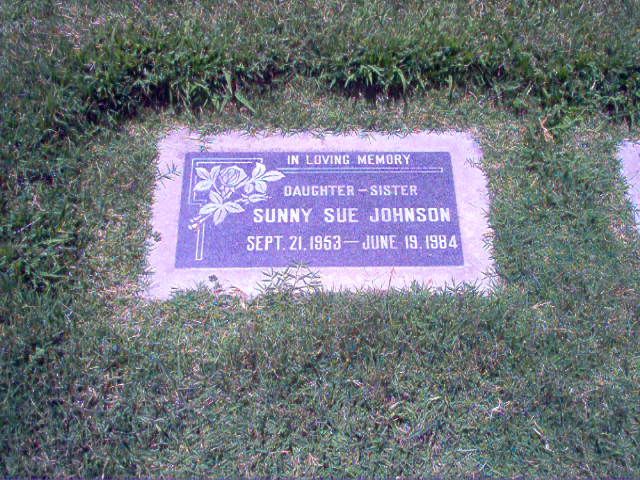 IN LOVING MEMORY
DAUGHTER — SISTER
SUNNY SUE JOHNSON
SEPT. 21, 1953 — JUNE 19, 1984